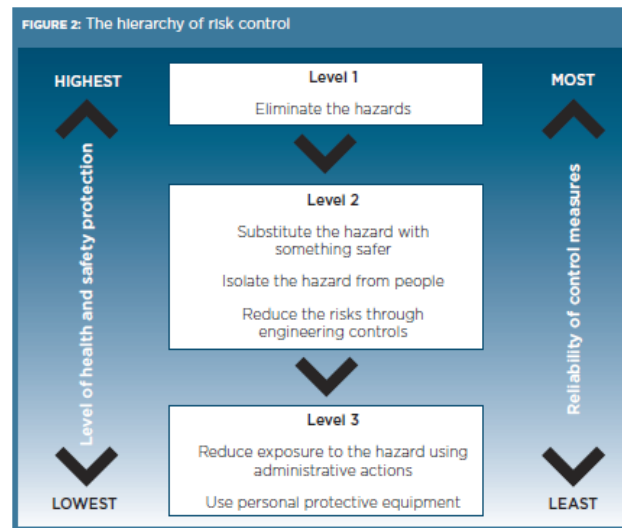 FIGURE 2: The hierarchy of risk control
HIGHEST
Level 1
Eliminate the hazards
MOST
Level of health and safety protection
Level 2
Substitute the hazard with
something safer
Isolate the hazard from people
Reduce the risks through
engineering controls
Reliability of control measures
Level 3
Reduce exposure to the hazard using
administrative actions
Use personal protective equipment
LOWEST
LEAST